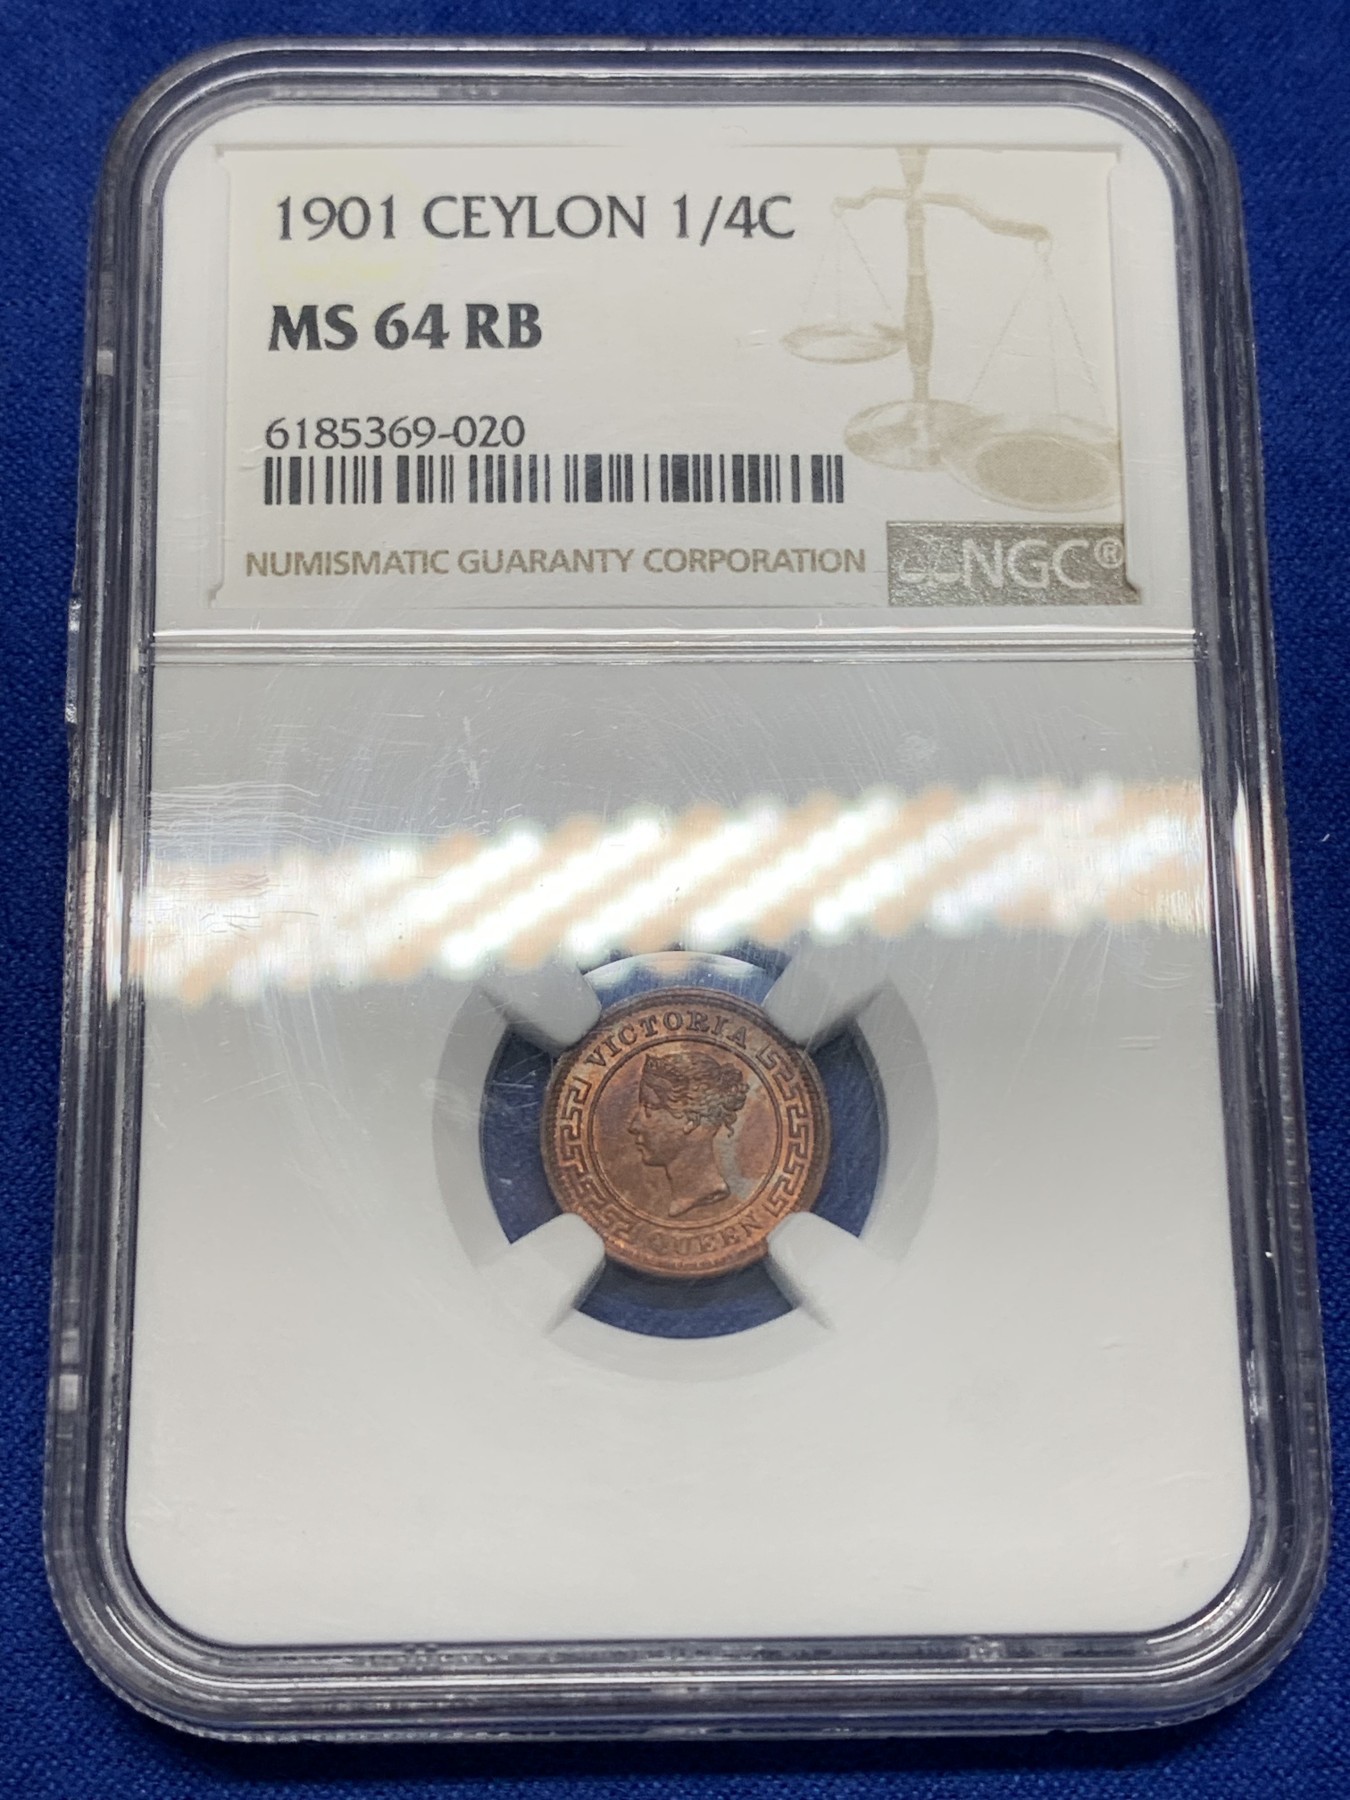 1901 CEYLON 1/4C
MS 64 RB
6185369-020
NUMISMATIC GUARANTY CORPORATION
NGC®
VICTORIA
QUEEN